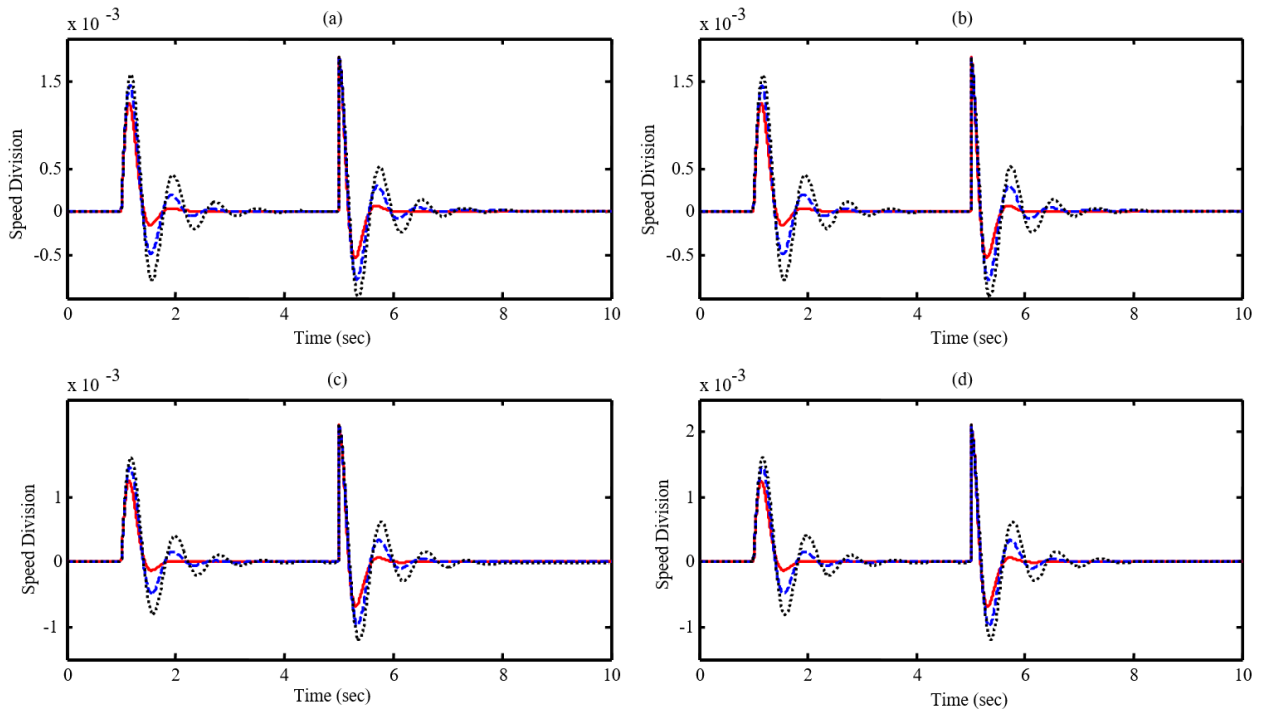 x 10 -3
(a)
1.5
0.5
0
-0.5
Speed Division
0 2 4 6 8 10
Time (sec)
x 10 -3
(b)
1.5
0.5
0
-0.5
Speed Division
0 2 4 6 8 10
Time (sec)
x 10 -3
(c)
1
0
-1
Speed Division
0 2 4 6 8 10
Time (sec)
x 10 -3
(d)
2
1
0
-1
Speed Division
0 2 4 6 8 10
Time (sec)